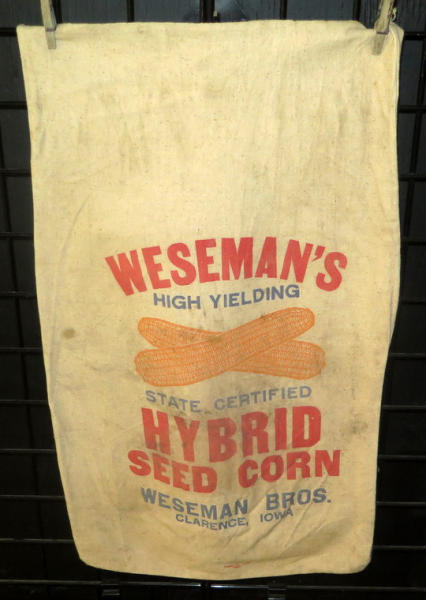 WESEMAN'S
HIGH YIELDING
STATE CERTIFIED
HYBRID
SEED CORN
WESEMAN BROS.
CLARENCE, IOWA